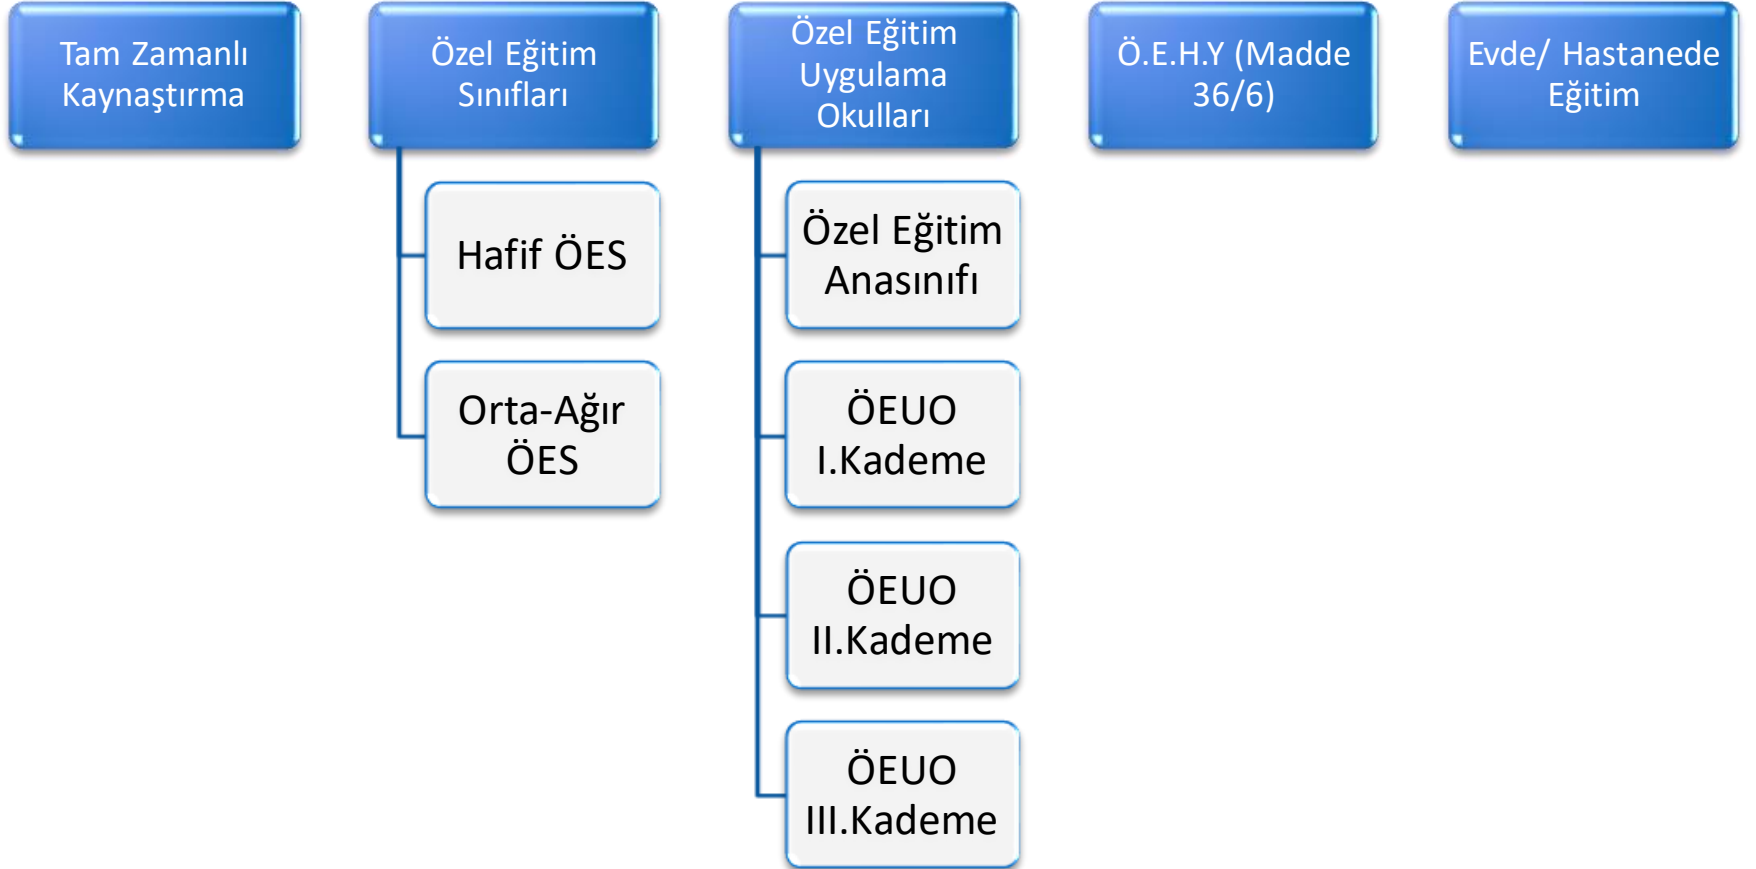 Tam Zamanlı
Kaynaştırma
Özel Eğitim
Sınıfları
Hafif ÖES
Orta-Ağır
ÖES
Özel Eğitim
Uygulama
Okulları
Özel Eğitim
Anasınıfı
ÖEUO
I.Kademe
ÖEUO
II.Kademe
ÖEUO
III.Kademe
Ö.E.H.Y (Madde
36/6)
Evde/ Hastanede
Eğitim